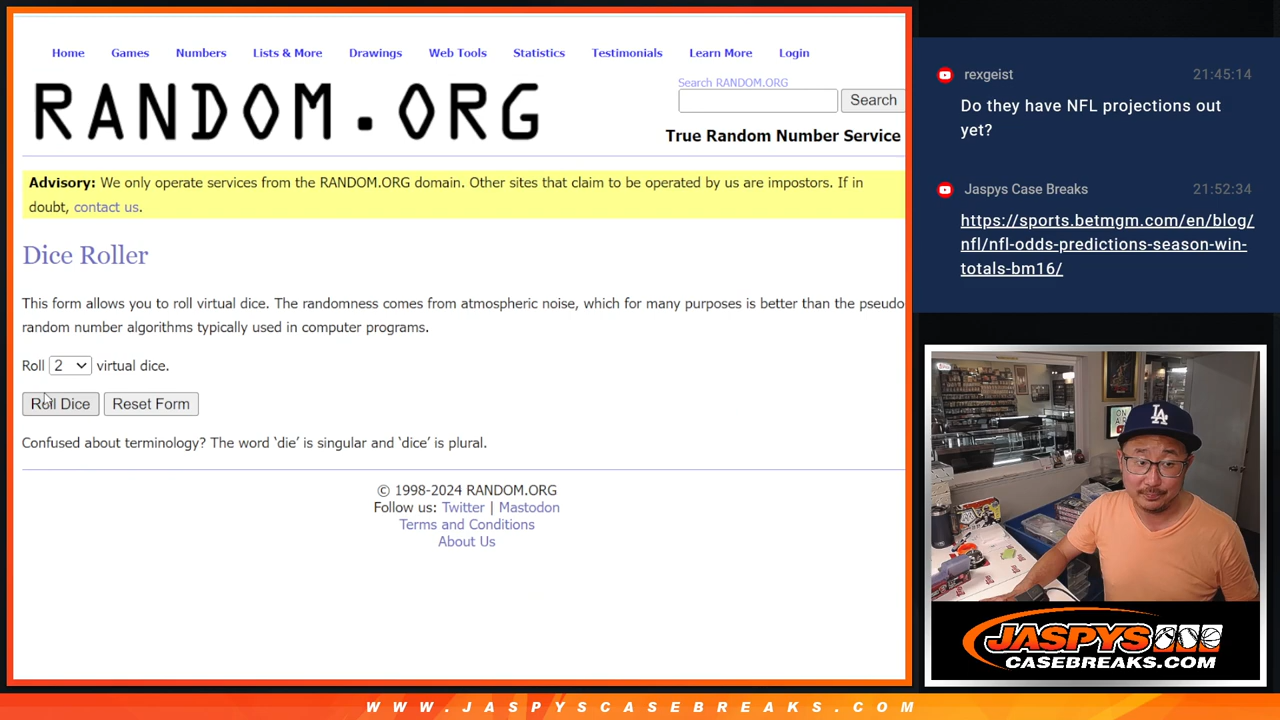 Home Games Numbers Lists & More Drawings Web Tools Statistics Testimonials Learn More Login
RANDOM.ORG
Search RANDOM.ORG
Search
True Random Number Service
Advisory: We only operate services from the RANDOM.ORG domain. Other sites that claim to be operated by us are impostors. If in
doubt, contact us.
Dice Roller
This form allows you to roll virtual dice. The randomness comes from atmospheric noise, which for many purposes is better than the pseudo
random number algorithms typically used in computer programs.
Roll 2 virtual dice.
Roll Dice Reset Form
Confused about terminology? The word ‘die’ is singular and ‘dice’ is plural.
© 1998-2024 RANDOM.ORG
Follow us: Twitter | Mastodon
Terms and Conditions
About Us
rexgeist 21:45:14
Do they have NFL projections out
yet?
Jaspys Case Breaks 21:52:34
https://sports.betmgm.com/en/blog/
nfl/nfl-odds-predictions-season-win-
totals-bm16/
LA
JASPYS
CASEBREAKS.COM
WWW.JASPYSCASEBREAKS.COM